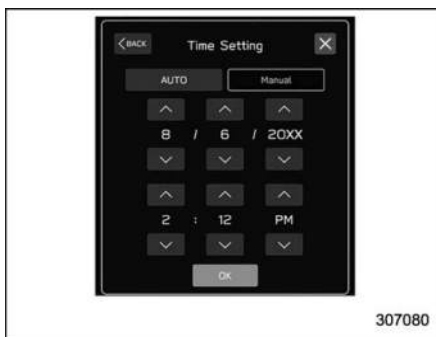 BACK Time Setting X
AUTO Manual
8 / 6 / 20XX
2 : 12 PM
OK
307080